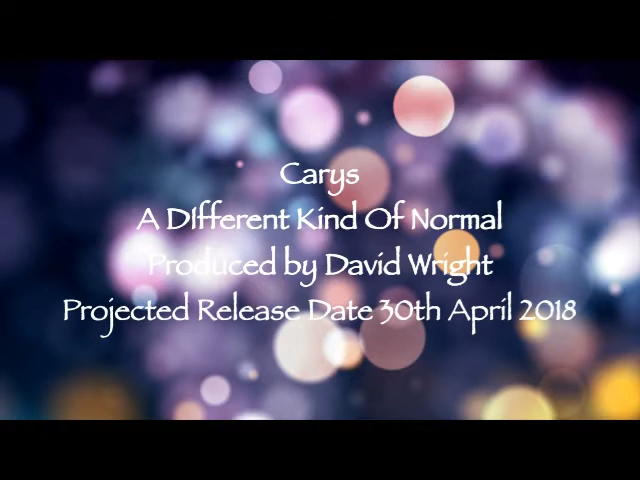 Carys
A DIfferent Kind Of Normal
Produced by David Wright
Projected Release Date 30th April 2018